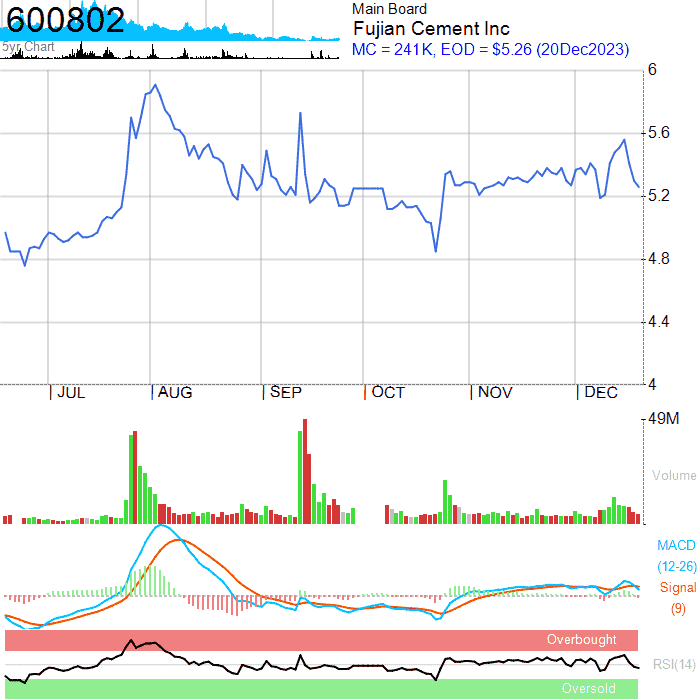 600802
5yr Chart
Main Board
Fujian Cement Inc
MC = 241K, EOD = $5.26 (20Dec2023)
6
5.6
5.2
4.8
4.4
4
JUL
AUG
SEP
OCT
NOV
DEC
49M
Volume
MACD
(12-26)
Signal
(9)
Overbought
RSI(14)
Oversold